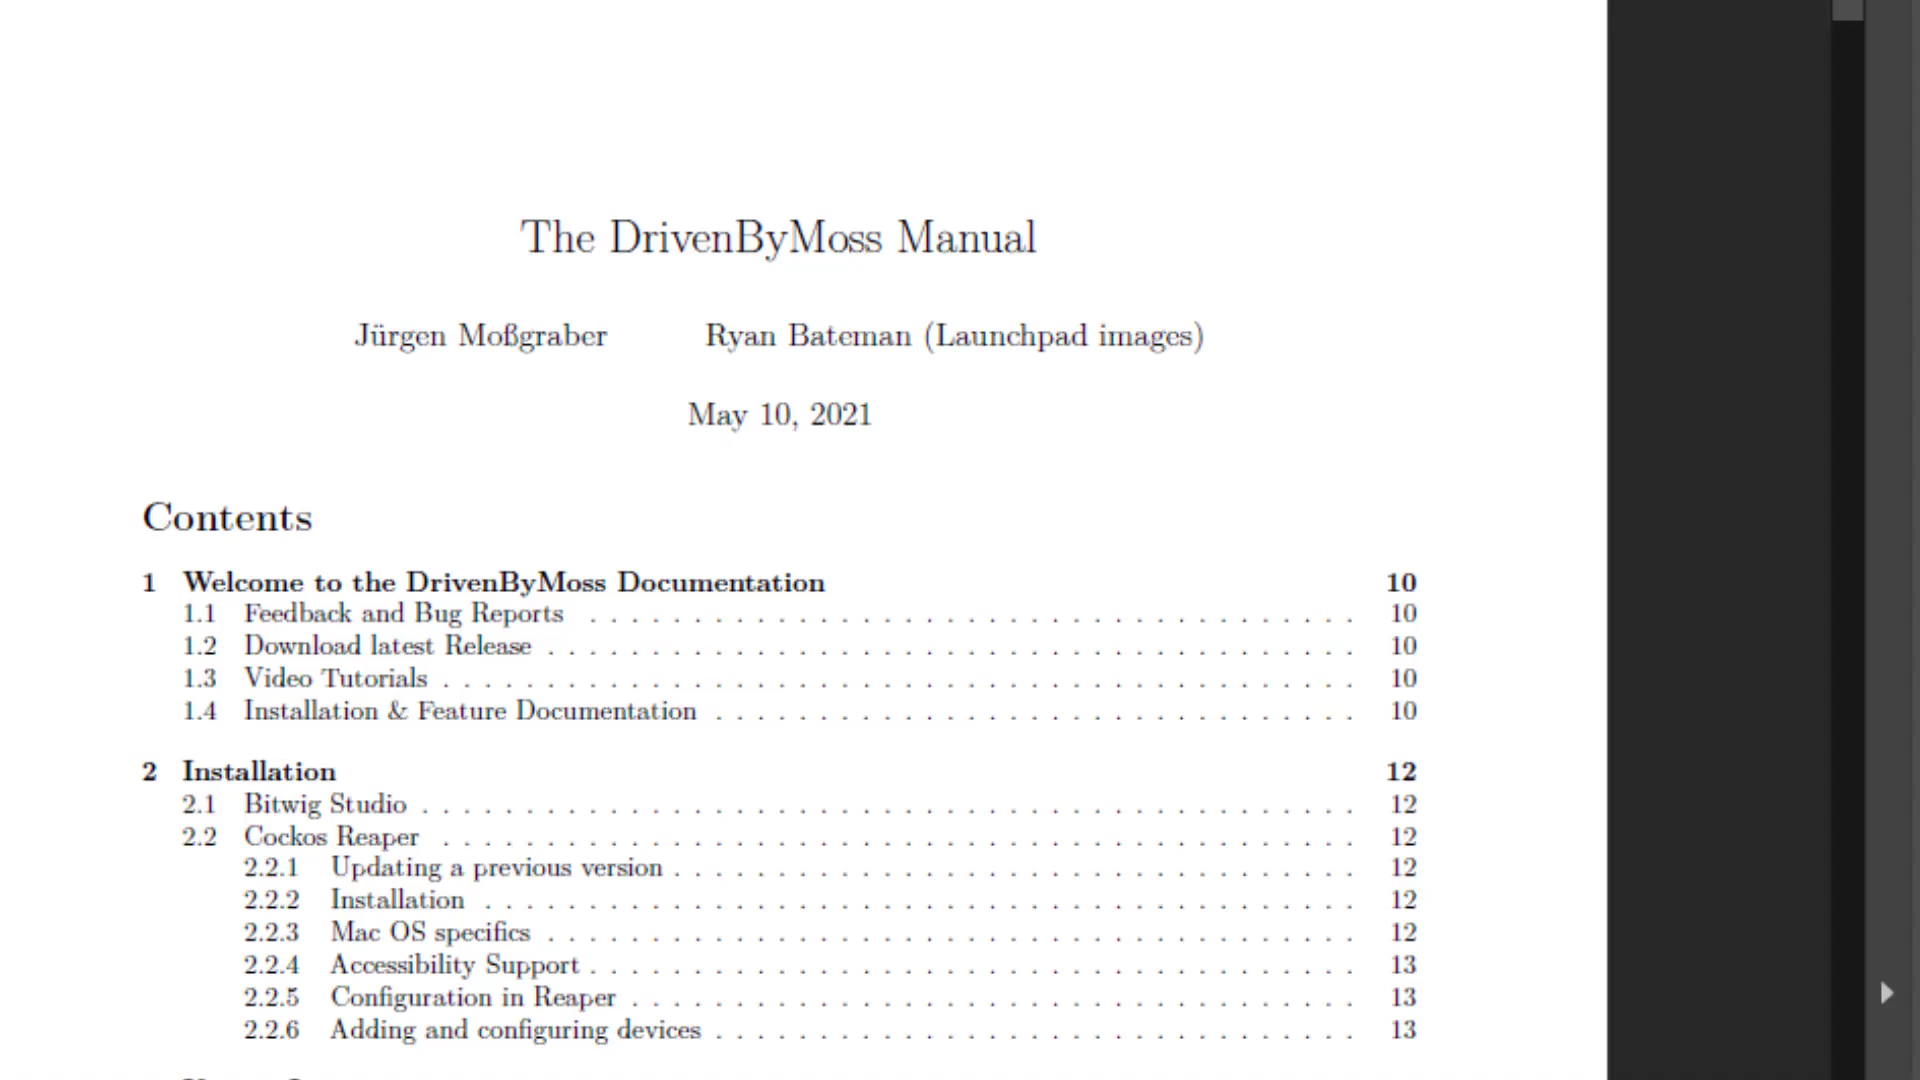 The DrivenByMoss Manual
Jürgen Moßgraber Ryan Bateman (Launchpad images)
May 10, 2021
Contents
1 Welcome to the DrivenByMoss Documentation 10
1.1 Feedback and Bug Reports . . . . . . . . . . . . . . . . . . . . . . . . . . . . . . . . . . . . . 10
1.2 Download latest Release . . . . . . . . . . . . . . . . . . . . . . . . . . . . . . . . . . . . . . . 10
1.3 Video Tutorials . . . . . . . . . . . . . . . . . . . . . . . . . . . . . . . . . . . . . . . . . . . . 10
1.4 Installation & Feature Documentation . . . . . . . . . . . . . . . . . . . . . . . . . . . . . . . 10
2 Installation 12
2.1 Bitwig Studio . . . . . . . . . . . . . . . . . . . . . . . . . . . . . . . . . . . . . . . . . . . . . 12
2.2 Cockos Reaper . . . . . . . . . . . . . . . . . . . . . . . . . . . . . . . . . . . . . . . . . . . . 12
2.2.1 Updating a previous version . . . . . . . . . . . . . . . . . . . . . . . . . . . . . . . . . 12
2.2.2 Installation . . . . . . . . . . . . . . . . . . . . . . . . . . . . . . . . . . . . . . . . . . 12
2.2.3 Mac OS specifics . . . . . . . . . . . . . . . . . . . . . . . . . . . . . . . . . . . . . . . 12
2.2.4 Accessibility Support . . . . . . . . . . . . . . . . . . . . . . . . . . . . . . . . . . . . . 13
2.2.5 Configuration in Reaper . . . . . . . . . . . . . . . . . . . . . . . . . . . . . . . . . . . 13
2.2.6 Adding and configuring devices . . . . . . . . . . . . . . . . . . . . . . . . . . . . . . . 13